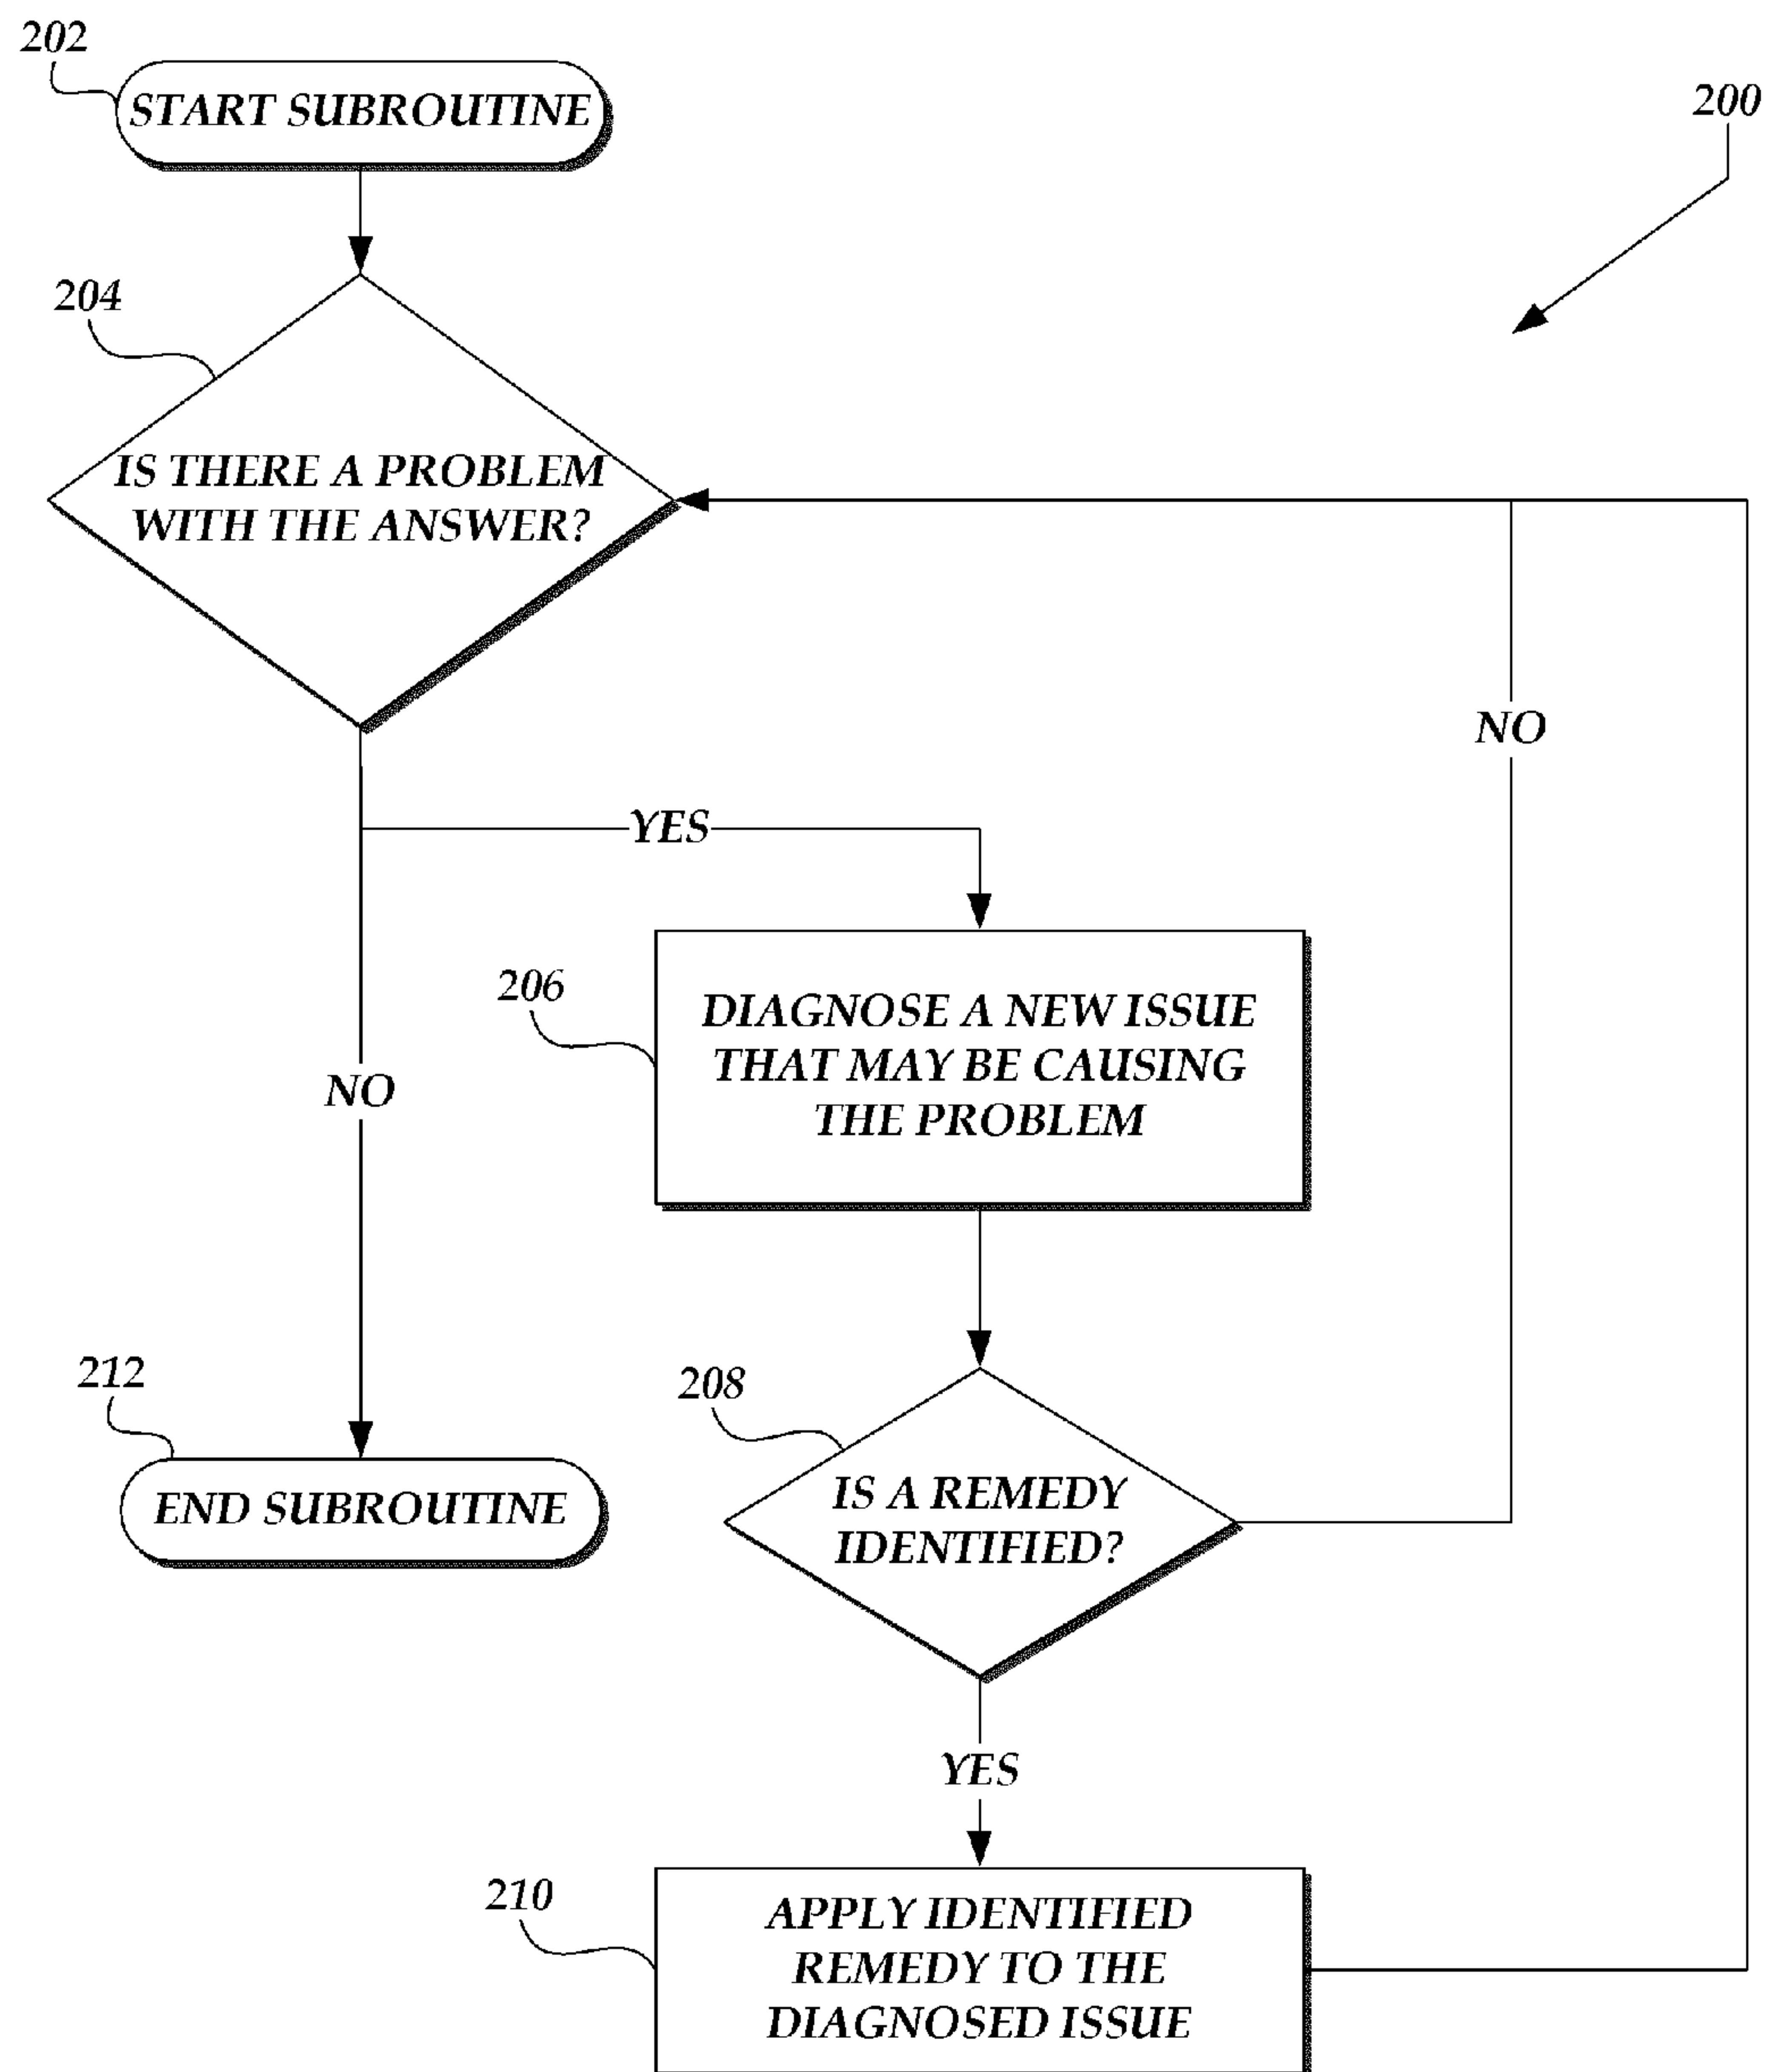 202
START SUBROUTINE
200
204
IS THERE A PROBLEM
WITH THE ANSWER?
NO
YES
206
DIAGNOSE A NEW ISSUE
THAT MAY BE CAUSING
THE PROBLEM
NO
212
END SUBROUTINE
208
IS A REMEDY
IDENTIFIED?
YES
210
APPLY IDENTIFIED
REMEDY TO THE
DIAGNOSED ISSUE